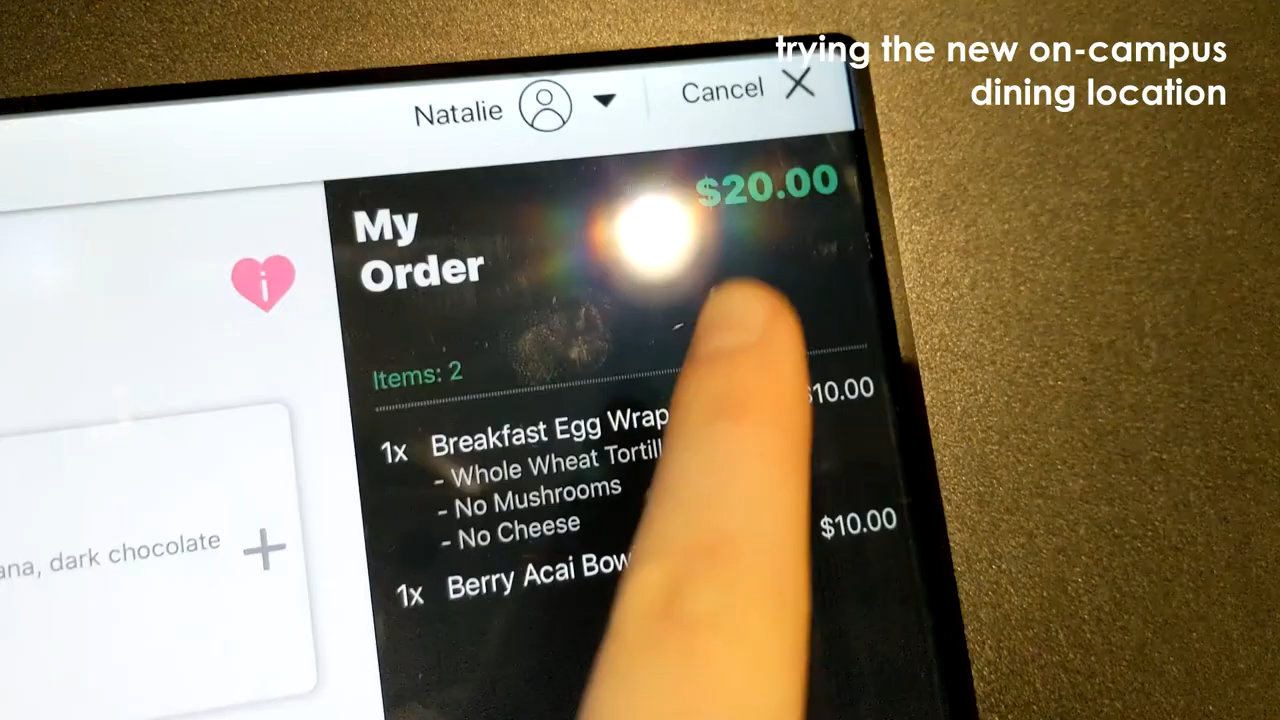 trying the new on-campus
dining location
Natalie
Cancel
My
Order
$20.00
i
Items: 2
1x Breakfast Egg Wrap $10.00
- Whole Wheat Tortill
- No Mushrooms
- No Cheese
1x Berry Acai Bow $10.00
ana, dark chocolate